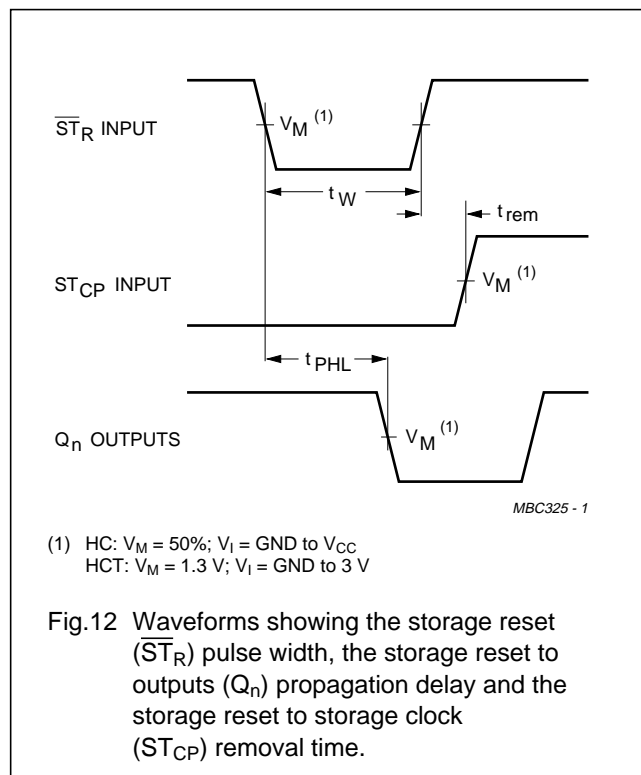 S̅T̅R INPUT
VM (1)
tW
trem
STCP INPUT
VM (1)
tPHL
Qn OUTPUTS
VM (1)
MBC325 - 1
(1) HC: VM = 50%; VI = GND to VCC
HCT: VM = 1.3 V; VI = GND to 3 V
Fig.12 Waveforms showing the storage reset
(S̅T̅R) pulse width, the storage reset to
outputs (Qn) propagation delay and the
storage reset to storage clock
(STCP) removal time.